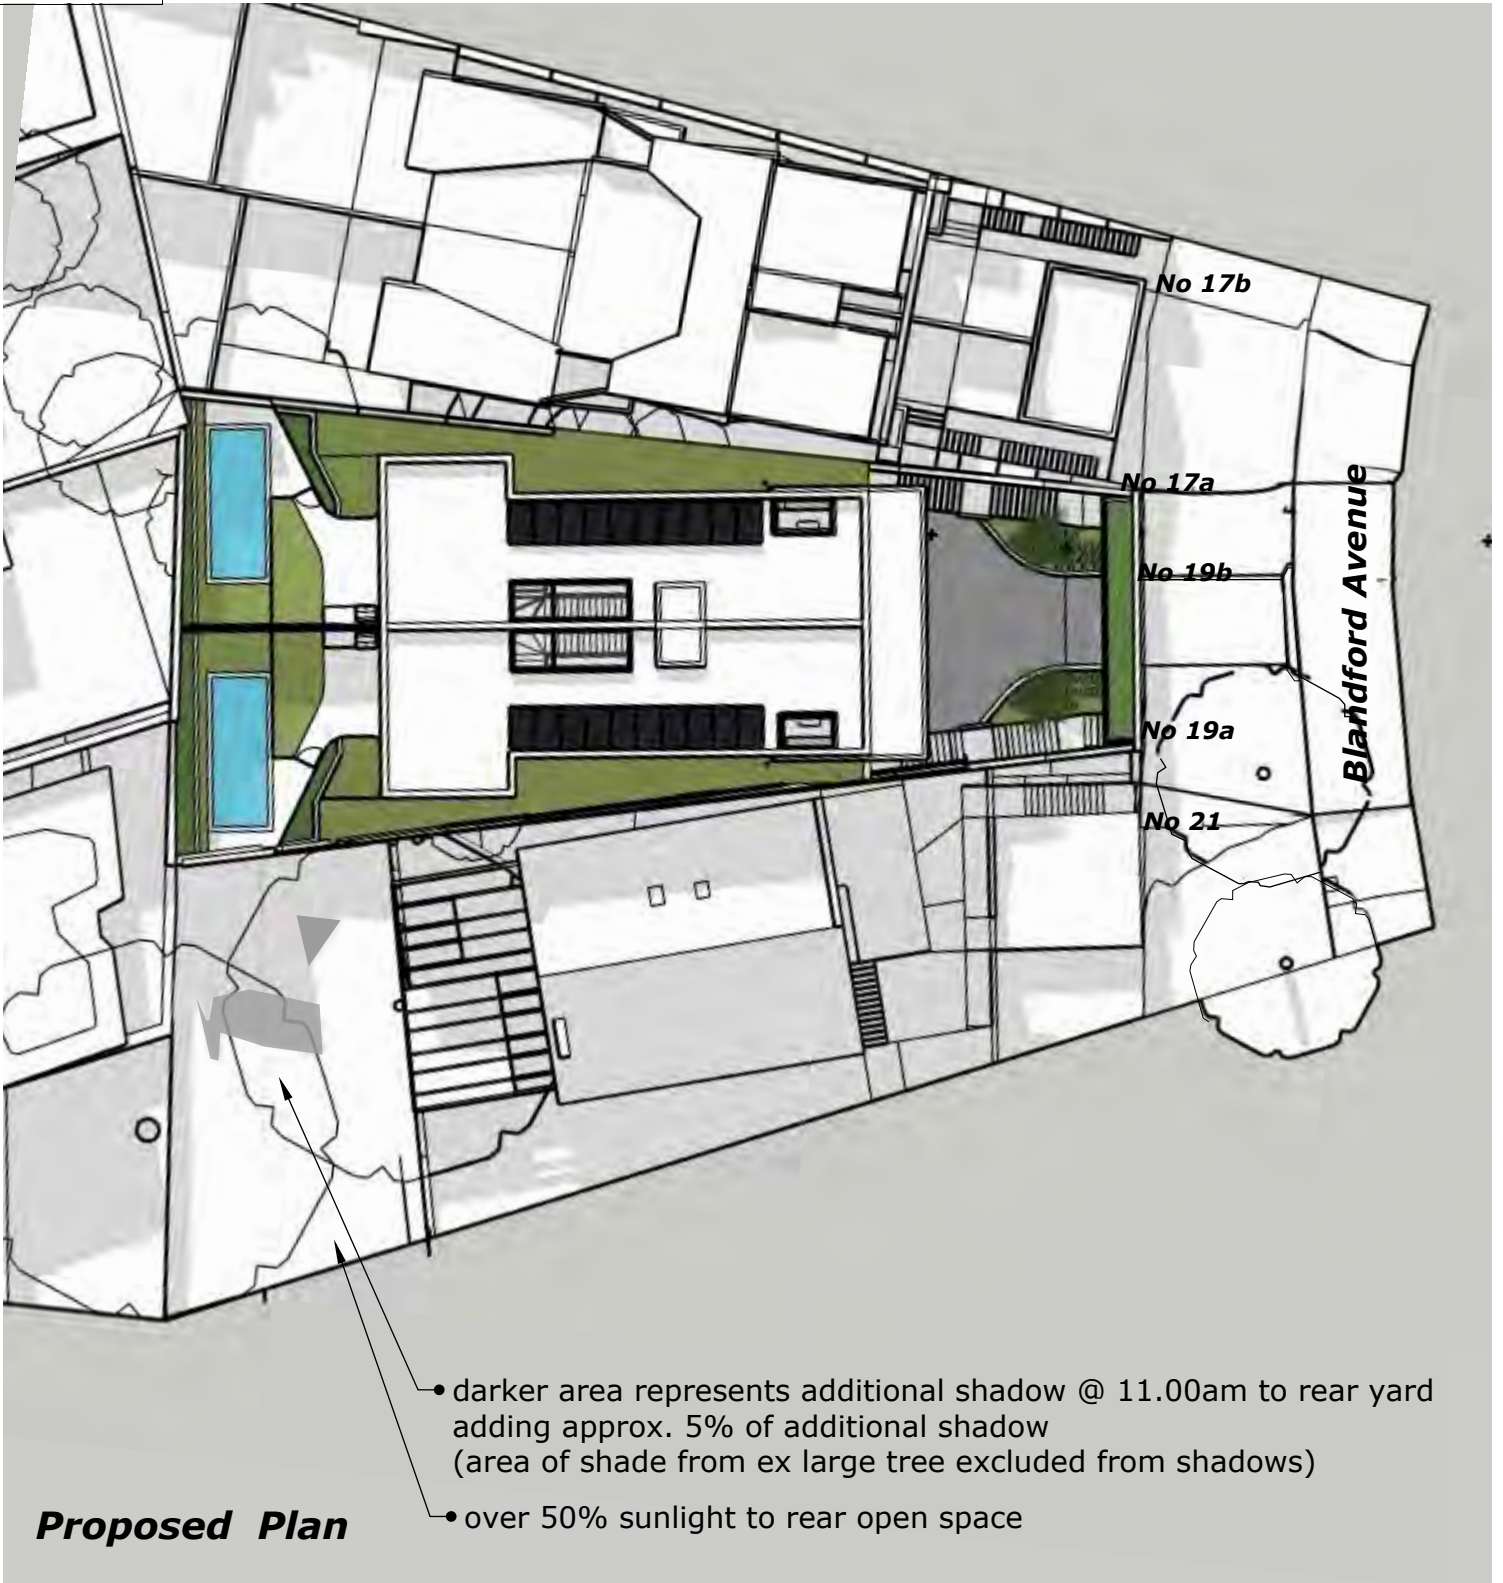 No 17b
No 17a
No 19b
Blandford Avenue
No 19a
No 21
darker area represents additional shadow @ 11.00am to rear yard
adding approx. 5% of additional shadow
(area of shade from ex large tree excluded from shadows)
over 50% sunlight to rear open space
Proposed Plan